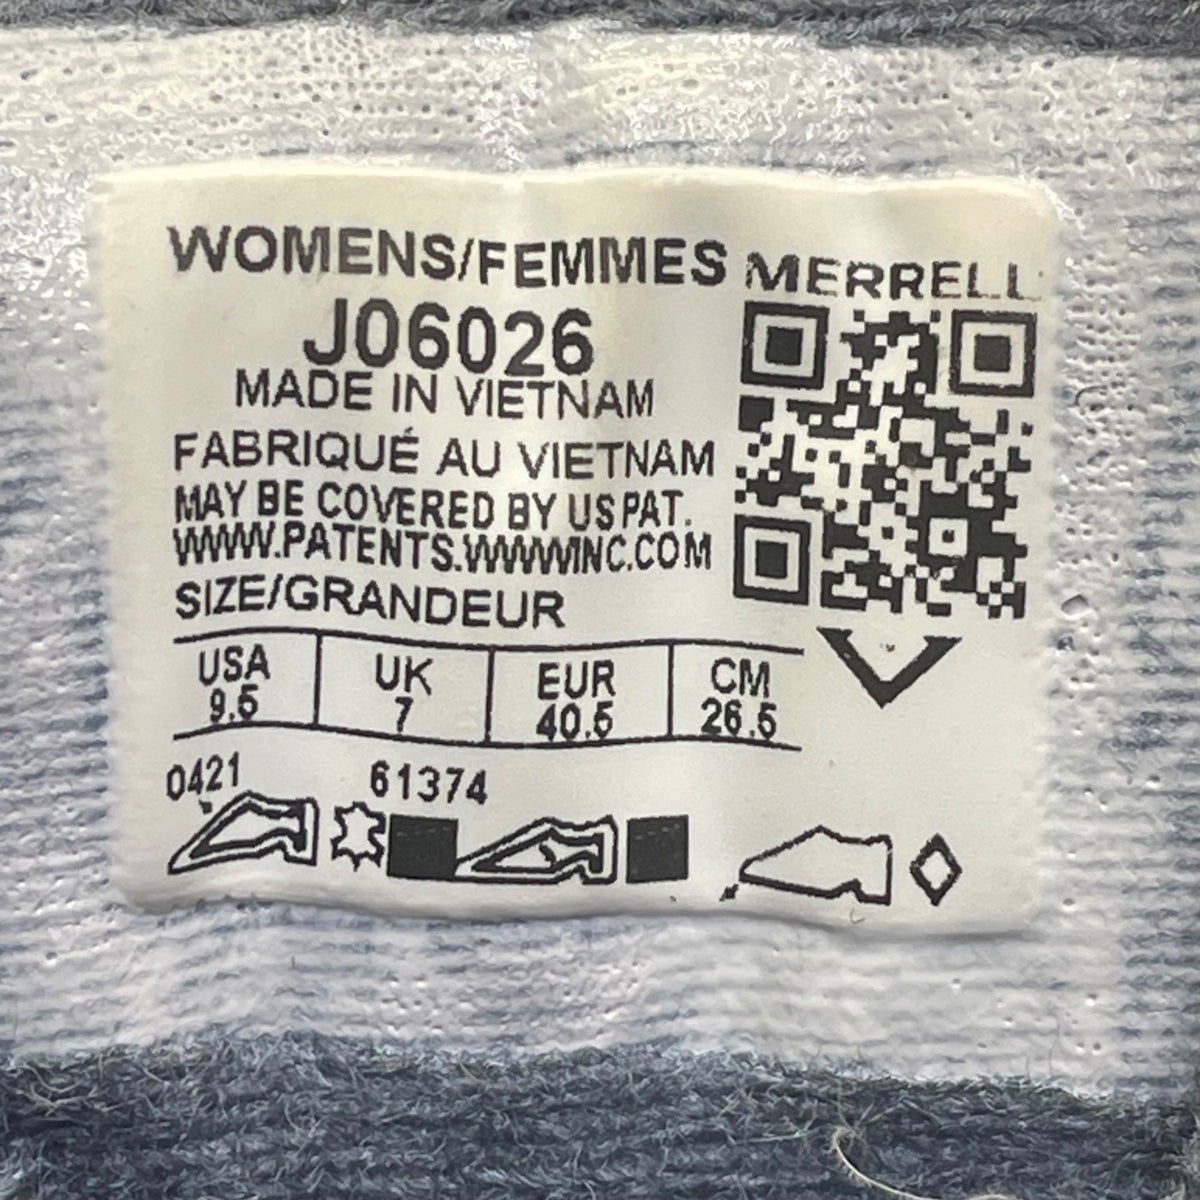 WOMENS/FEMMES MERRELL
J06026
MADE IN VIETNAM
FABRIQUÉ AU VIETNAM
MAY BE COVERED BY US PAT.
WWW.PATENTS.WWWINC.COM
SIZE/GRANDEUR
USA UK EUR CM
9.5 7 40.5 26.5
0421 61374